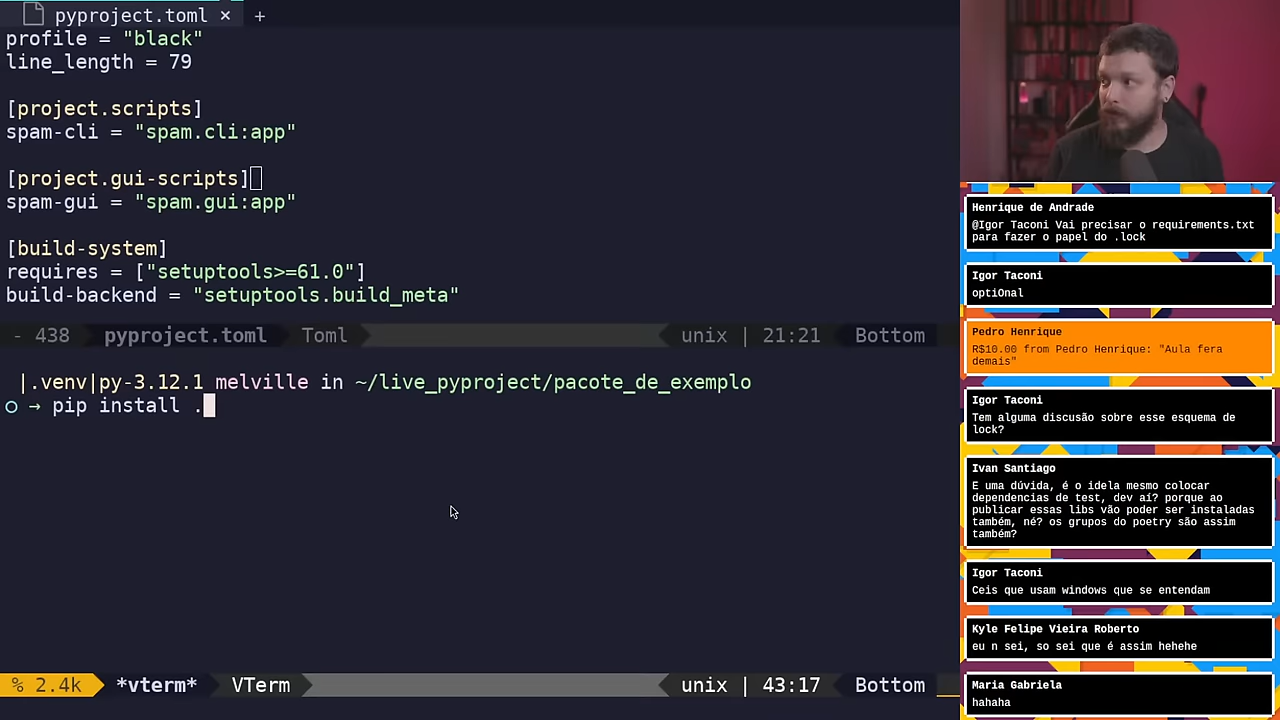 pyproject.toml × +
profile = "black"
line_length = 79
[project.scripts]
spam-cli = "spam.cli:app"
[project.gui-scripts]
spam-gui = "spam.gui:app"
[build-system]
requires = ["setuptools>=61.0"]
build-backend = "setuptools.build_meta"
- 438 pyproject.toml Toml unix | 21:21 Bottom
|.venv|py-3.12.1 melville in ~/live_pyproject/pacote_de_exemplo
○ → pip install .
% 2.4k *vterm* VTerm unix | 43:17 Bottom
Henrique de Andrade
@Igor Taconi Vai precisar o requirements.txt
para fazer o papel do .lock
Igor Taconi
optiOnal
Pedro Henrique
R$10.00 from Pedro Henrique: "Aula fera
demais"
Igor Taconi
Tem alguma discusão sobre esse esquema de
lock?
Ivan Santiago
E uma dúvida, é o idela mesmo colocar
dependencias de test, dev aí? porque ao
publicar essas libs vão poder ser instaladas
também, né? os grupos do poetry são assim
também?
Igor Taconi
Ceis que usam windows que se entendam
Kyle Felipe Vieira Roberto
eu n sei, so sei que é assim hehehe
Maria Gabriela
hahaha